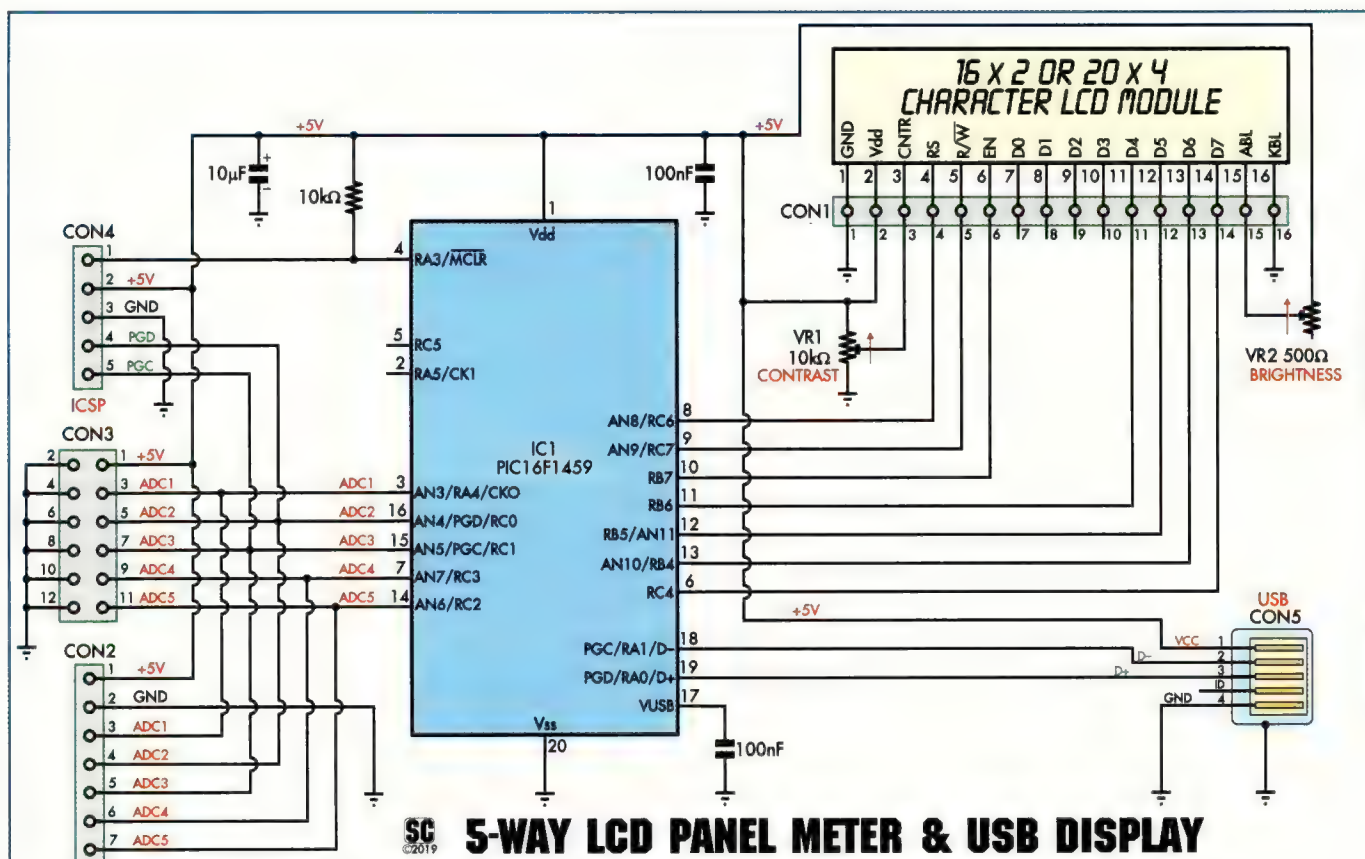 16 X 2 OR 20 X 4
CHARACTER LCD MODULE
GND Vdd CNTR RS R/W EN D0 D1 D2 D3 D4 D5 D6 D7 ABL KBL
1 2 3 4 5 6 7 8 9 10 11 12 13 14 15 16
CON1
1 2 3 4 5 6 7 8 9 10 11 12 13 14 15 16
+5V
+5V
10µF
+
−
10kΩ
100nF
1
Vdd
CON4
1
2 +5V
3 GND
4 PGD
5 PGC
ICSP
4 RA3/MCLR
5 RC5
2 RA5/CK1
VR1
10kΩ
CONTRAST
VR2 500Ω
BRIGHTNESS
IC1
PIC16F1459
AN8/RC6 8
AN9/RC7 9
RB7 10
RB6 11
RB5/AN11 12
AN10/RB4 13
RC4 6
CON3
2 1 +5V
4 3 ADC1 ADC1 3 AN3/RA4/CKO
6 5 ADC2 ADC2 16 AN4/PGD/RC0
8 7 ADC3 ADC3 15 AN5/PGC/RC1
10 9 ADC4 ADC4 7 AN7/RC3
12 11 ADC5 ADC5 14 AN6/RC2
PGC/RA1/D− 18
PGD/RA0/D+ 19
VUSB 17
Vss
20
100nF
+5V
USB
CON5
VCC 1
D− 2
D+ 3
ID
GND 4
CON2
1 +5V
2 GND
3 ADC1
4 ADC2
5 ADC3
6 ADC4
7 ADC5
SC
©2019
5-WAY LCD PANEL METER & USB DISPLAY